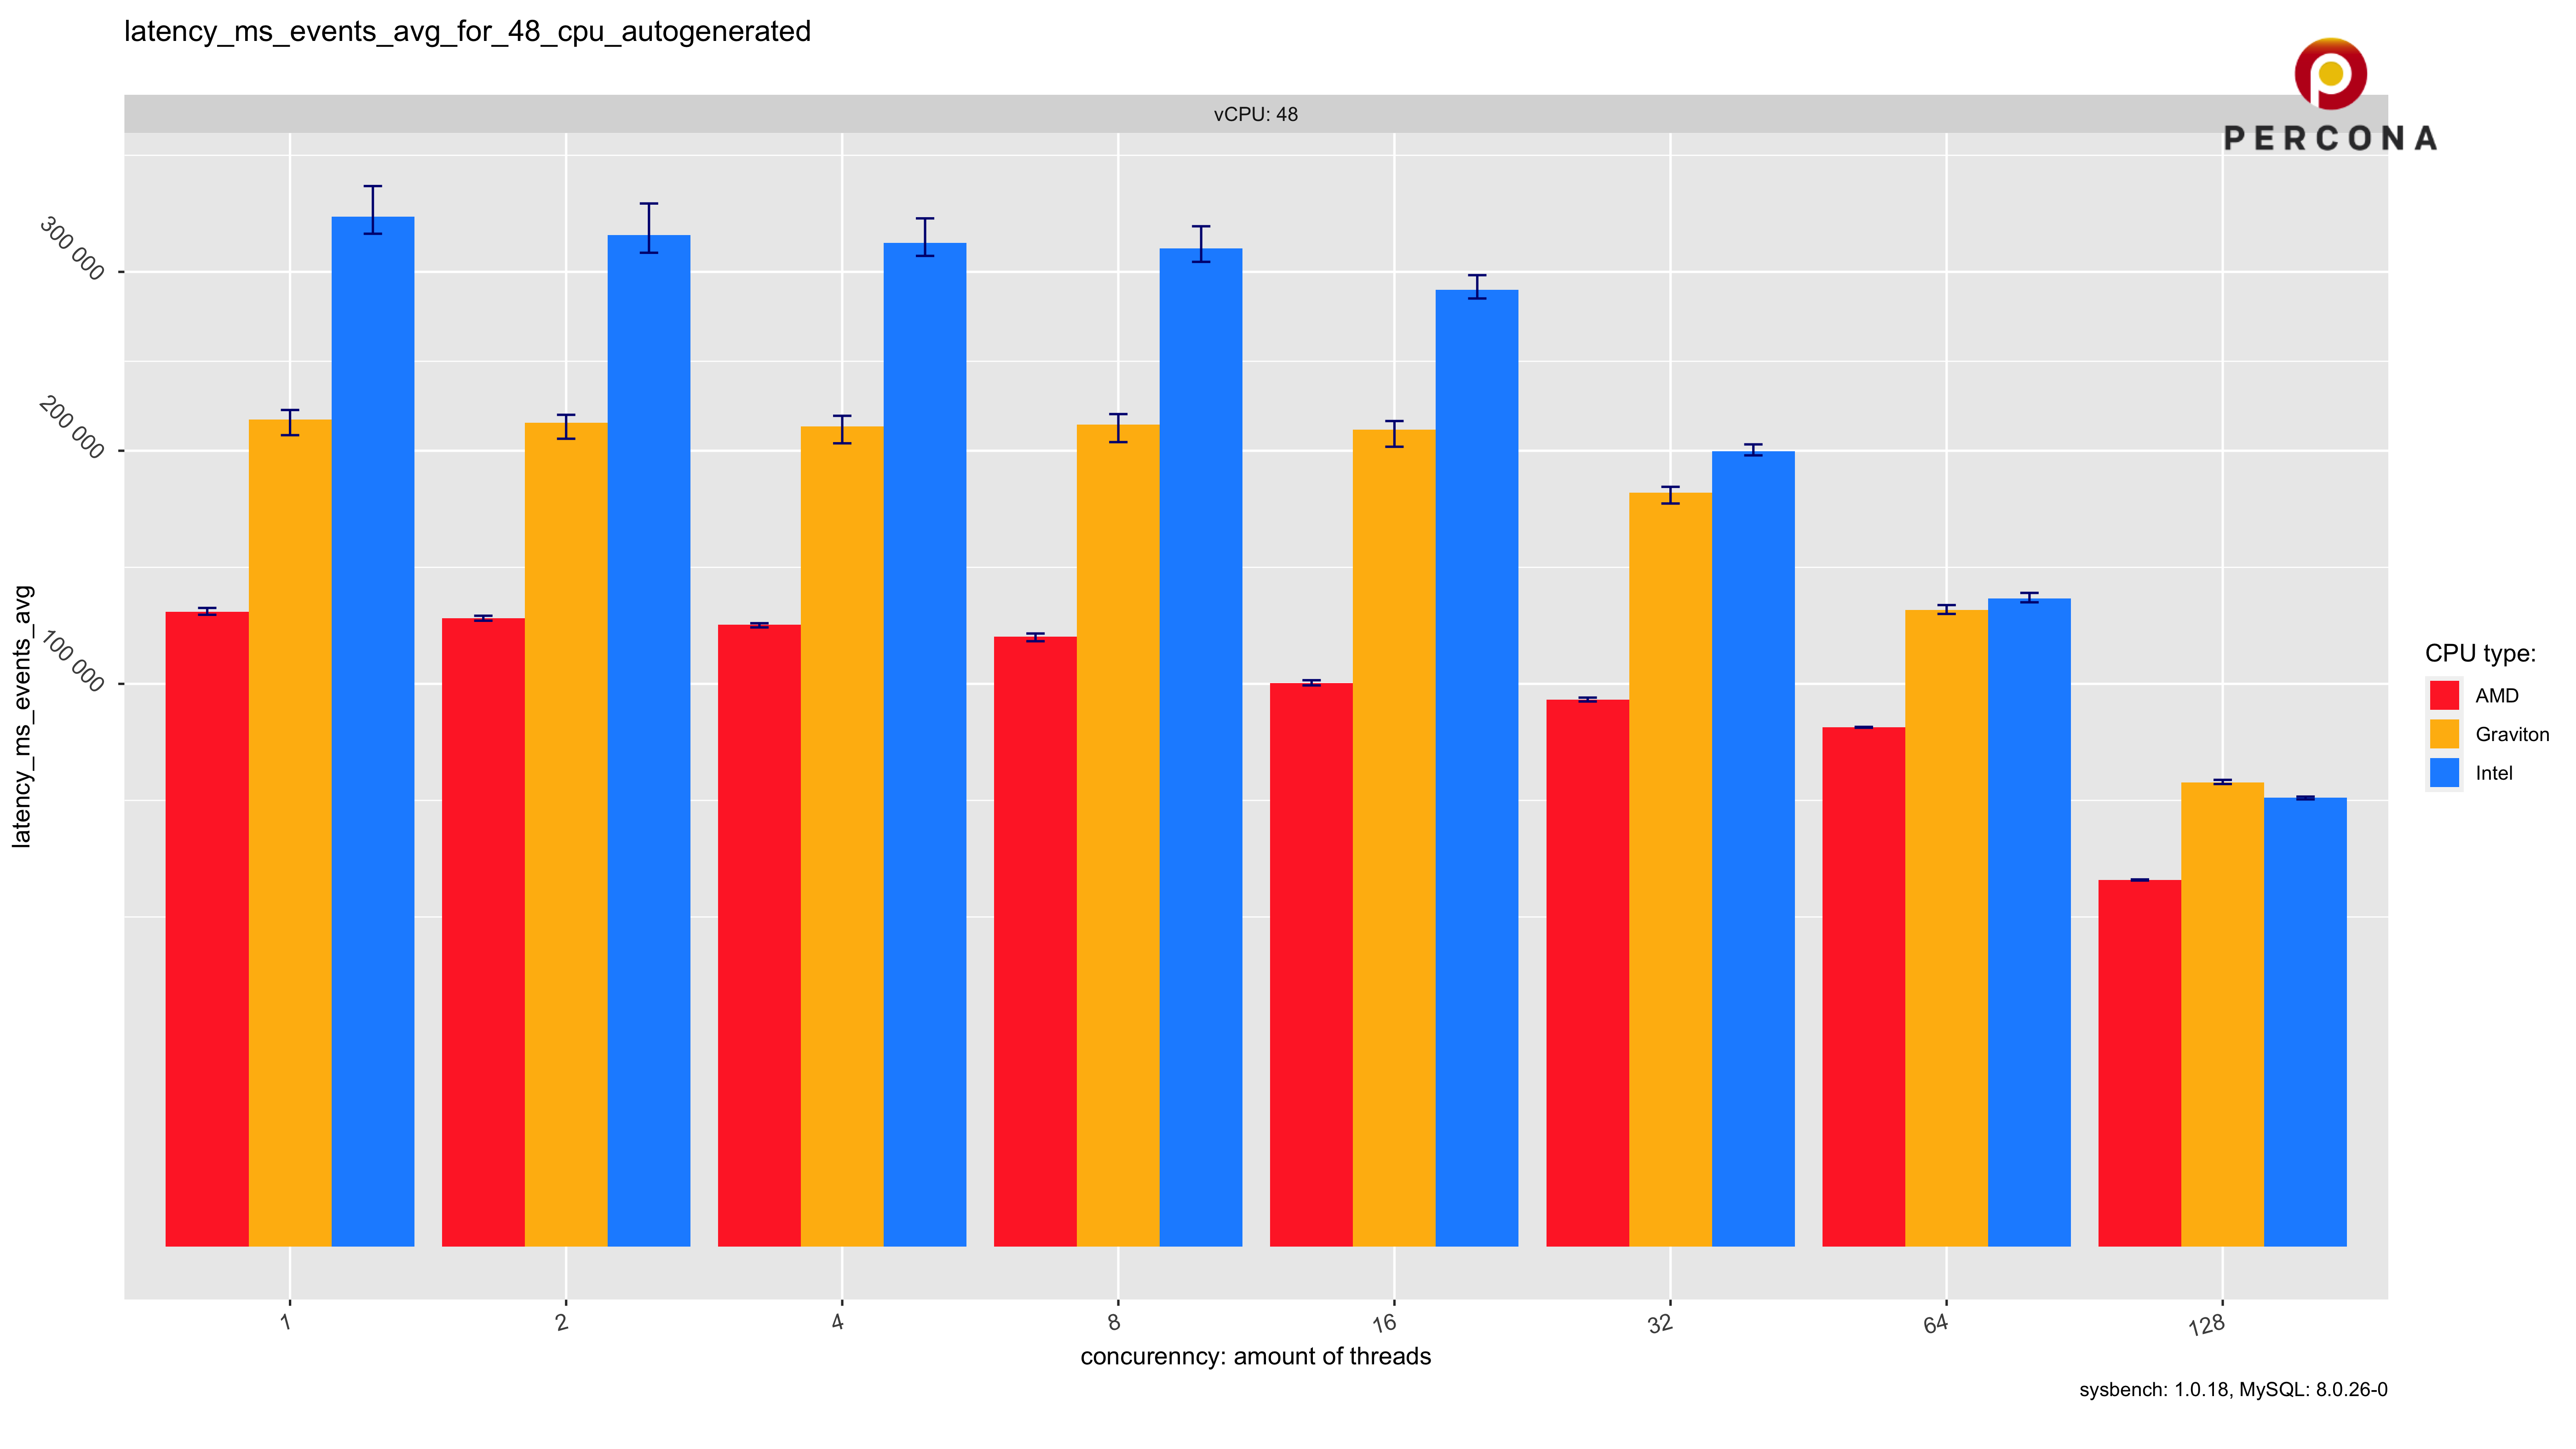 latency_ms_events_avg_for_48_cpu_autogenerated
PERCONA
vCPU: 48
300 000
200 000
100 000
latency_ms_events_avg
CPU type:
AMD
Graviton
Intel
1
2
4
8
16
32
64
128
concurenncy: amount of threads
sysbench: 1.0.18, MySQL: 8.0.26-0